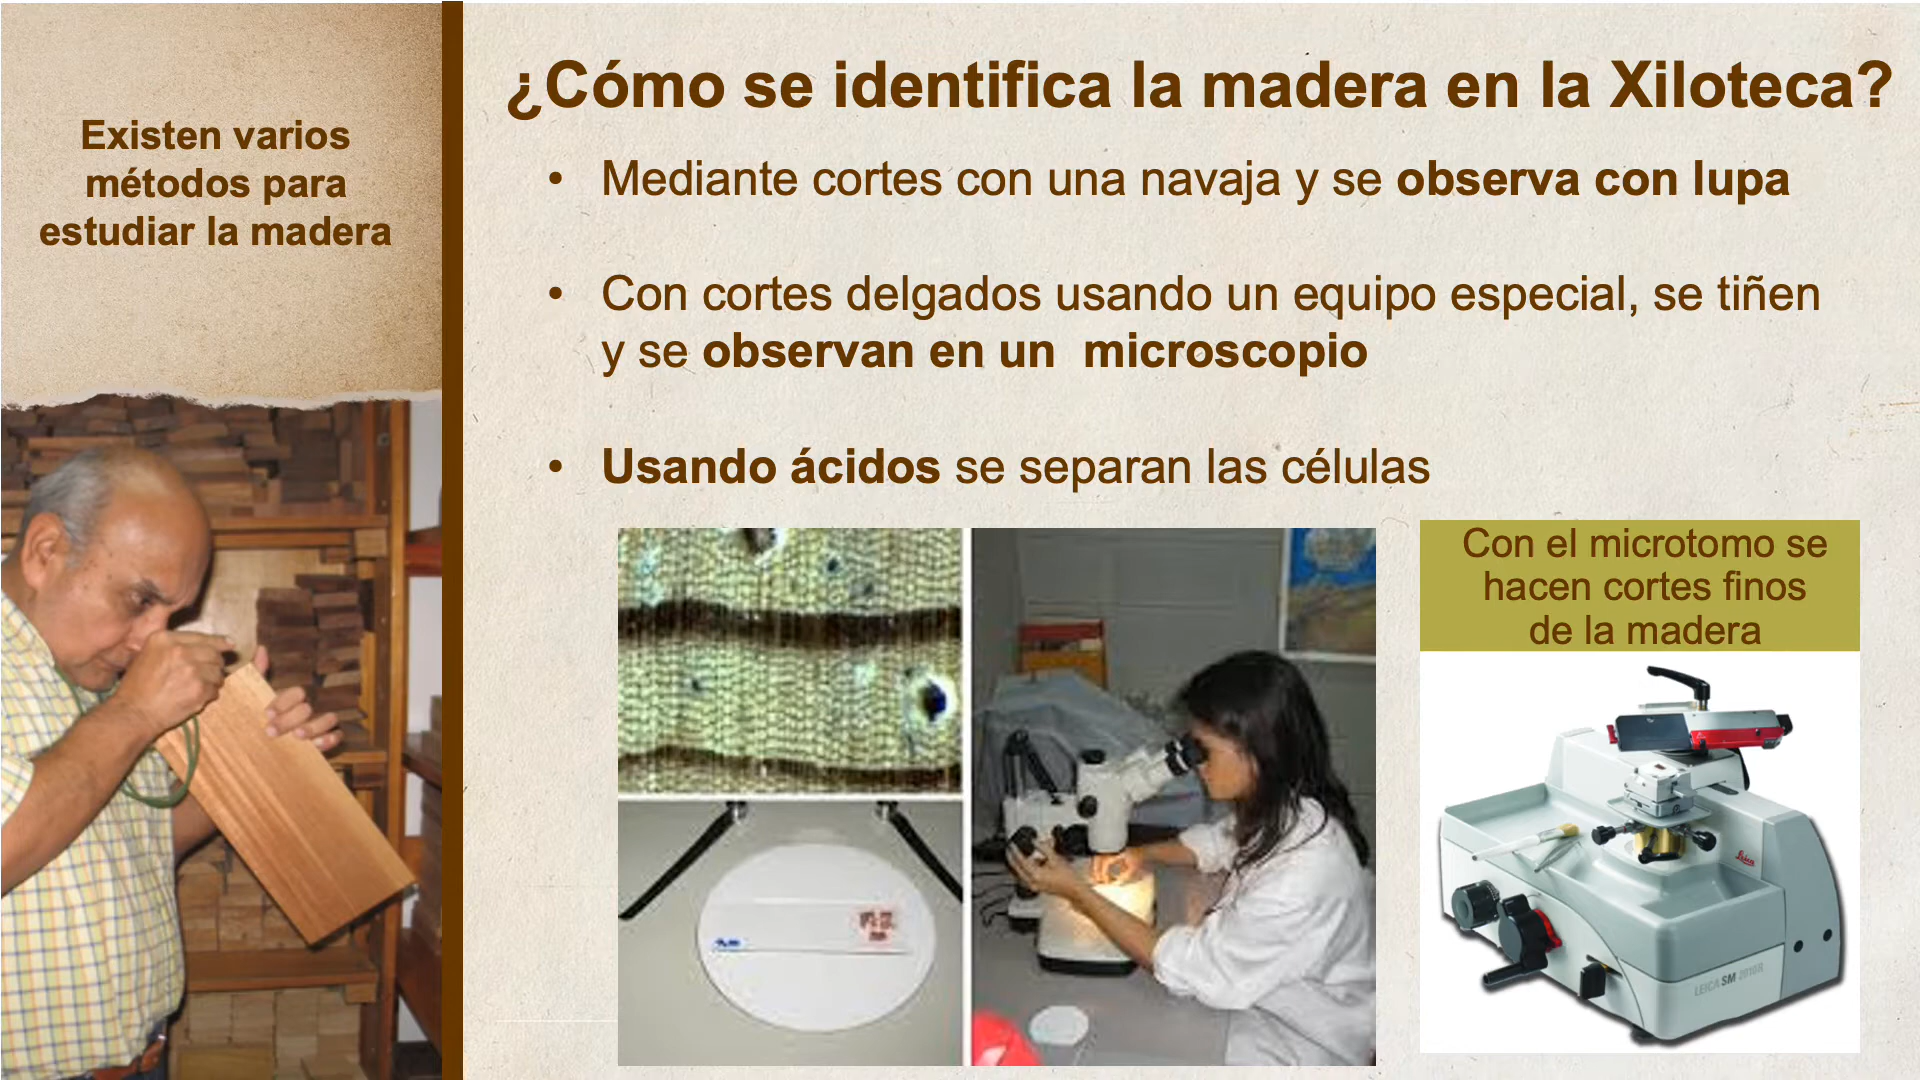 Existen varios
métodos para
estudiar la madera
¿Cómo se identifica la madera en la Xiloteca?
• Mediante cortes con una navaja y se observa con lupa
• Con cortes delgados usando un equipo especial, se tiñen
y se observan en un  microscopio
• Usando ácidos se separan las células
Con el microtomo se
hacen cortes finos
de la madera
Leica
LEICA SM 2010R